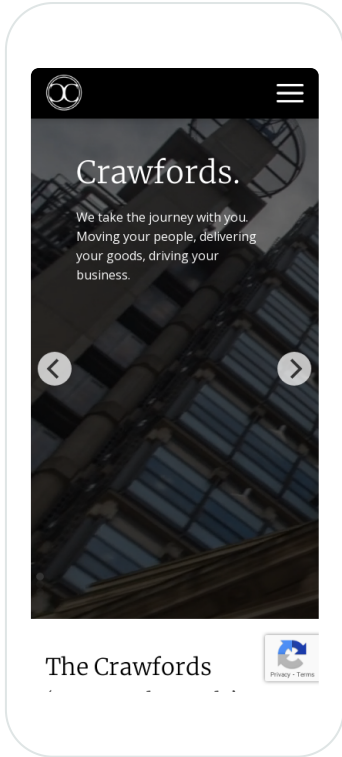 Crawfords.
We take the journey with you.
Moving your people, delivering
your goods, driving your
business.
The Crawfords
Privacy - Terms